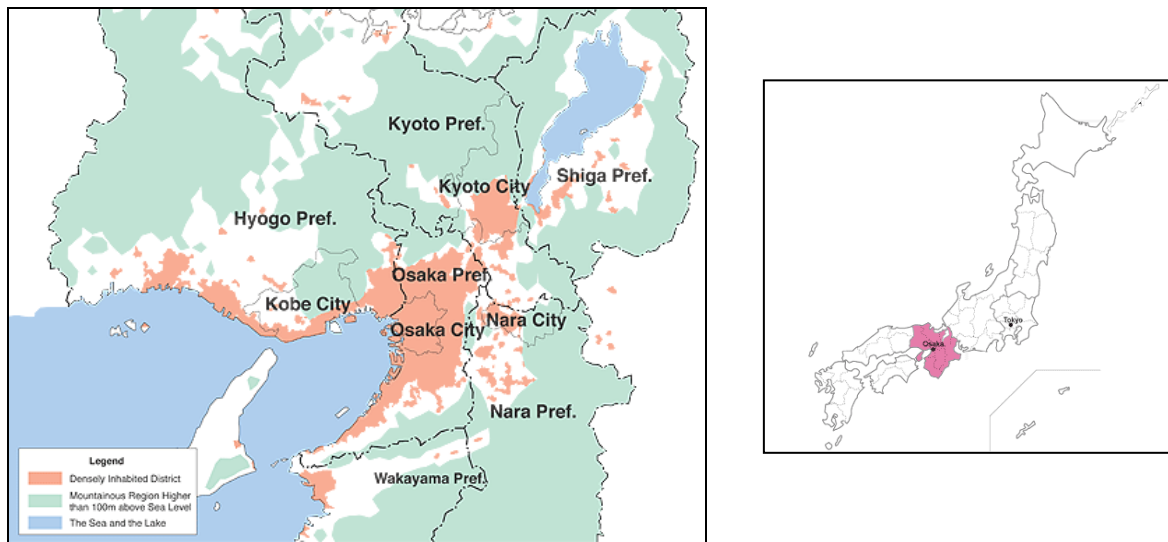 Kyoto Pref.
Kyoto City
Shiga Pref.
Hyogo Pref.
Osaka Pref.
Kobe City
Osaka City
Nara City
Nara Pref.
Wakayama Pref.
Legend
Densely Inhabited District
Mountainous Region Higher
than 100m above Sea Level
The Sea and the Lake
Tokyo
Osaka